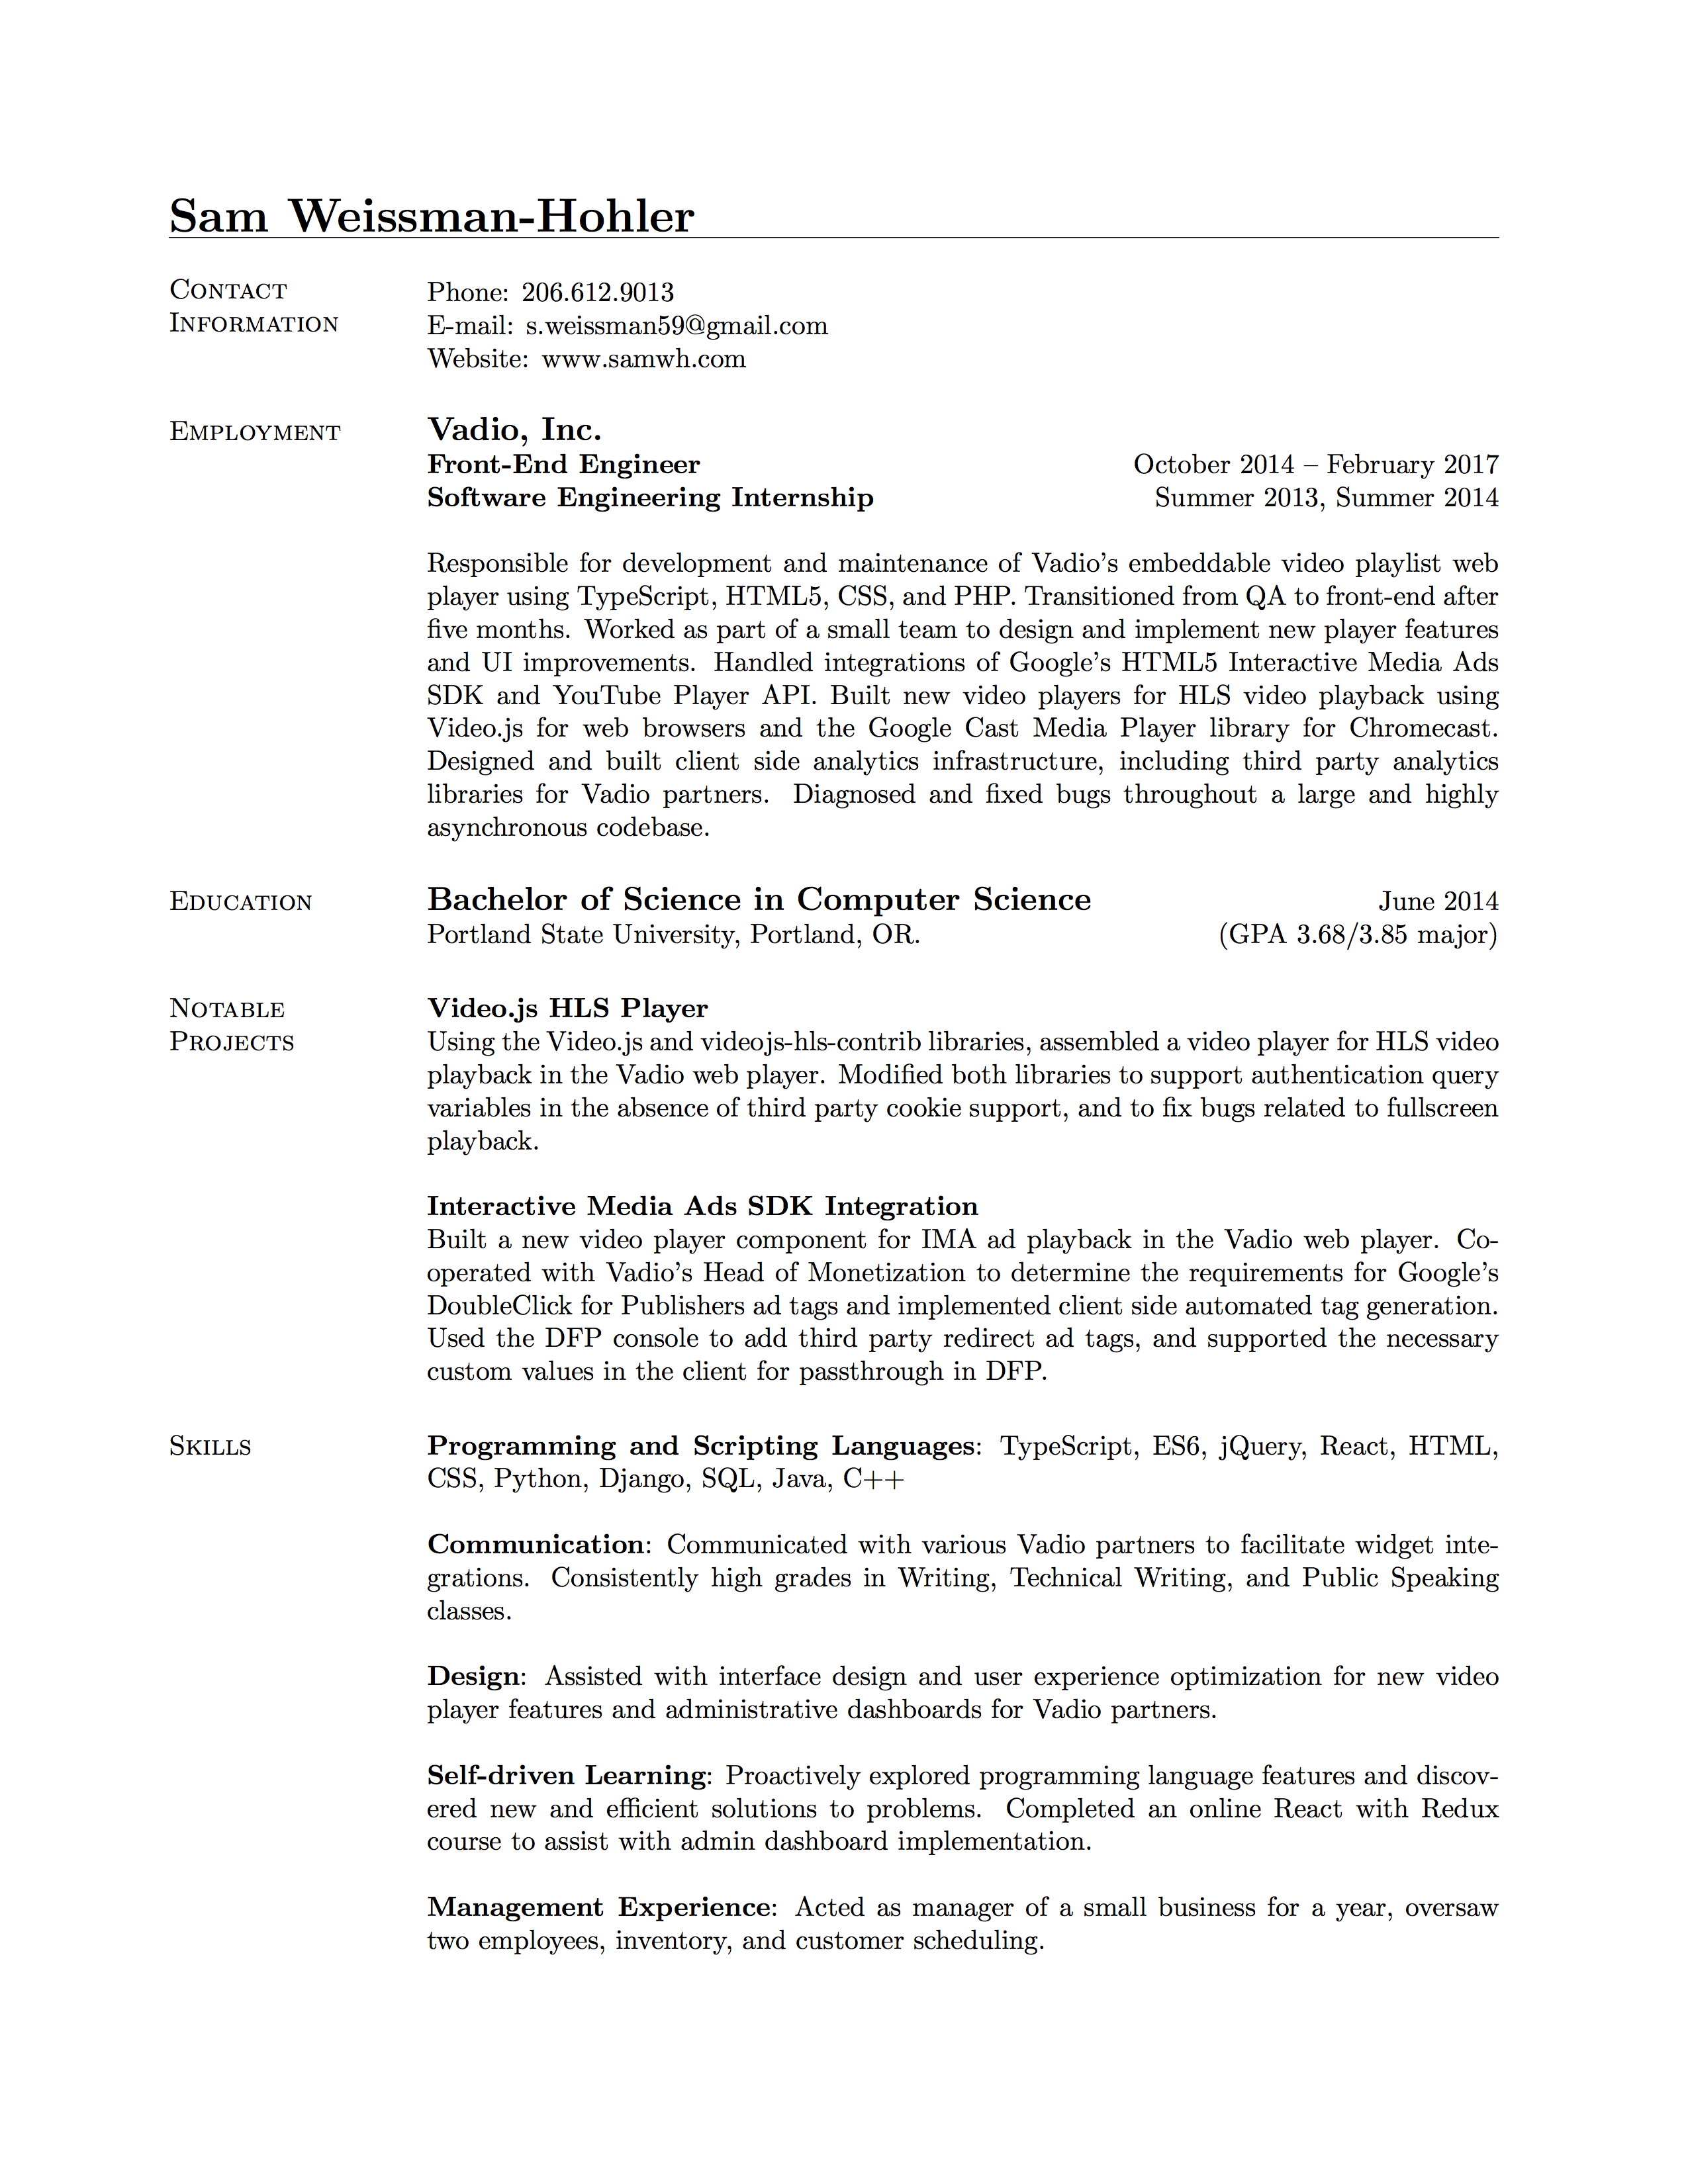 Sam Weissman-Hohler
Contact
Information
Phone: 206.612.9013
E-mail: s.weissman59@gmail.com
Website: www.samwh.com
Employment
Vadio, Inc.
Front-End Engineer October 2014 – February 2017
Software Engineering Internship Summer 2013, Summer 2014
Responsible for development and maintenance of Vadio's embeddable video playlist web
player using TypeScript, HTML5, CSS, and PHP. Transitioned from QA to front-end after
five months. Worked as part of a small team to design and implement new player features
and UI improvements. Handled integrations of Google's HTML5 Interactive Media Ads
SDK and YouTube Player API. Built new video players for HLS video playback using
Video.js for web browsers and the Google Cast Media Player library for Chromecast.
Designed and built client side analytics infrastructure, including third party analytics
libraries for Vadio partners. Diagnosed and fixed bugs throughout a large and highly
asynchronous codebase.
Education
Bachelor of Science in Computer Science June 2014
Portland State University, Portland, OR. (GPA 3.68/3.85 major)
Notable
Projects
Video.js HLS Player
Using the Video.js and videojs-hls-contrib libraries, assembled a video player for HLS video
playback in the Vadio web player. Modified both libraries to support authentication query
variables in the absence of third party cookie support, and to fix bugs related to fullscreen
playback.
Interactive Media Ads SDK Integration
Built a new video player component for IMA ad playback in the Vadio web player. Co-
operated with Vadio's Head of Monetization to determine the requirements for Google's
DoubleClick for Publishers ad tags and implemented client side automated tag generation.
Used the DFP console to add third party redirect ad tags, and supported the necessary
custom values in the client for passthrough in DFP.
Skills
Programming and Scripting Languages: TypeScript, ES6, jQuery, React, HTML,
CSS, Python, Django, SQL, Java, C++
Communication: Communicated with various Vadio partners to facilitate widget inte-
grations. Consistently high grades in Writing, Technical Writing, and Public Speaking
classes.
Design: Assisted with interface design and user experience optimization for new video
player features and administrative dashboards for Vadio partners.
Self-driven Learning: Proactively explored programming language features and discov-
ered new and efficient solutions to problems. Completed an online React with Redux
course to assist with admin dashboard implementation.
Management Experience: Acted as manager of a small business for a year, oversaw
two employees, inventory, and customer scheduling.